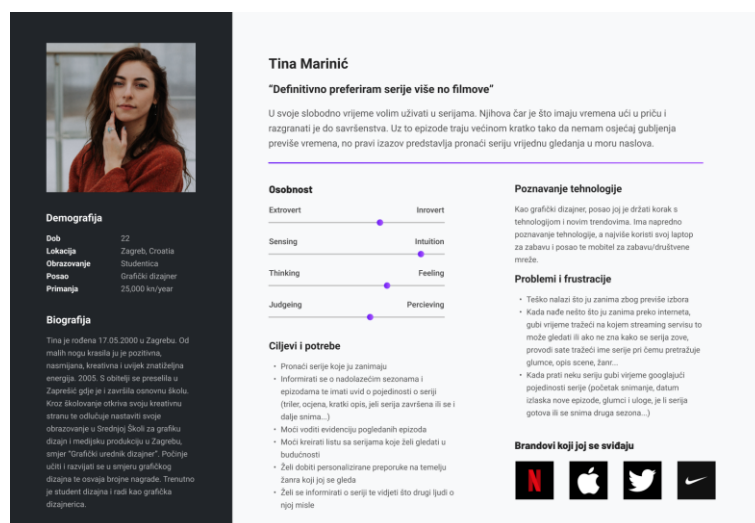 Demografija
Dob 22
Lokacija Zagreb, Croatia
Obrazovanje Studentica
Posao Grafički dizajner
Primanja 25,000 kn/year
Biografija
Tina je rođena 17.05.2000 u Zagrebu. Od
malih nogu krasila ju je pozitivna,
nasmijana, kreativna i uvijek znatiželjna
energija. 2005. S obitelji se preselila u
Zaprešić gdje je i završila osnovnu školu.
Kroz školovanje otkriva svoju kreativnu
stranu te odlučuje nastaviti svoje
obrazovanje u Srednjoj Školi za grafiku
dizajn i medijsku produkciju u Zagrebu,
smjer “Grafički urednik dizajner”. Počinje
učiti i razvijati se u smjeru grafičkog
dizajna te osvaja brojne nagrade. Trenutno
je student dizajna i radi kao grafička
dizajnerica.
Tina Marinić
“Definitivno preferiram serije više no filmove”
U svoje slobodno vrijeme volim uživati u serijama. Njihova čar je što imaju vremena ući u priču i
razgranati je do savršenstva. Uz to epizode traju većinom kratko tako da nemam osjećaj gubljenja
previše vremena, no pravi izazov predstavlja pronaći seriju vrijednu gledanja u moru naslova.
Osobnost
Extrovert Inrovert
Sensing Intuition
Thinking Feeling
Judgeing Percieving
Ciljevi i potrebe
• Pronaći serije koje ju zanimaju
• Informirati se o nadolazećim sezonama i
epizodama te imati uvid o pojedinosti o seriji
(triler, ocjena, kratki opis, jeli serija završena ili se i
dalje snima...)
• Moći voditi evidenciju pogledanih epizoda
• Moći kreirati listu sa serijama koje želi gledati u
budućnosti
• Želi dobiti personalizirane preporuke na temelju
žanra koji joj se gleda
• Želi se informirati o seriji te vidjeti što drugi ljudi o
njoj misle
Poznavanje tehnologije
Kao grafički dizajner, posao joj je držati korak s
tehnologijom i novim trendovima. Ima napredno
poznavanje tehnologije, a najviše koristi svoj laptop
za zabavu i posao te mobitel za zabavu/društvene
mreže.
Problemi i frustracije
• Teško nalazi što ju zanima zbog previše izbora
• Kada nađe nešto što ju zanima preko interneta,
gubi vrijeme tražeći na kojem streaming servisu to
može gledati ili ako ne zna kako se serija zove,
provodi sate tražeći ime serije pri čemu pretražuje
glumce, opis scene, žanr...
• Kada prati neku seriju gubi virjeme googlajući
pojedinosti serije (početak snimanje, datum
izlaska nove epizode, glumci i uloge, je li serija
gotova ili se snima druga sezona...)
Brandovi koji joj se sviđaju
N